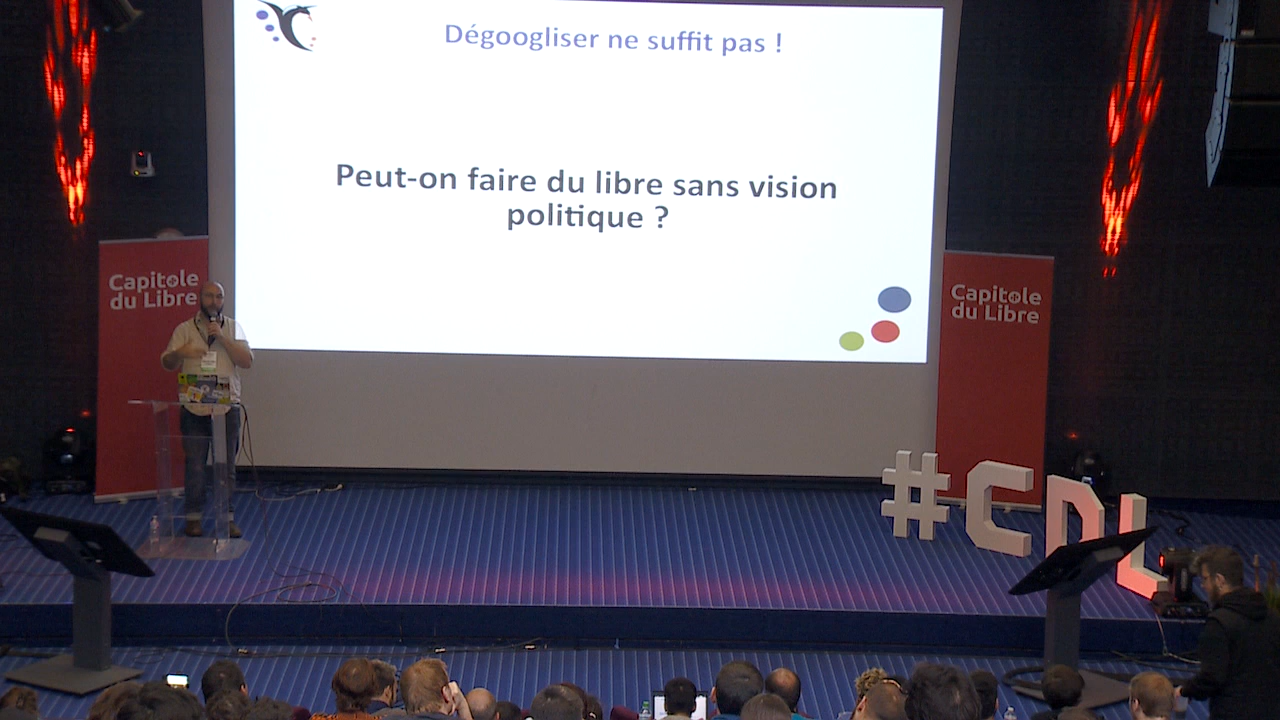 Dégoogliser ne suffit pas !
Peut-on faire du libre sans vision
politique ?
Capitole
du Libre
Capitole
du Libre
#CDL